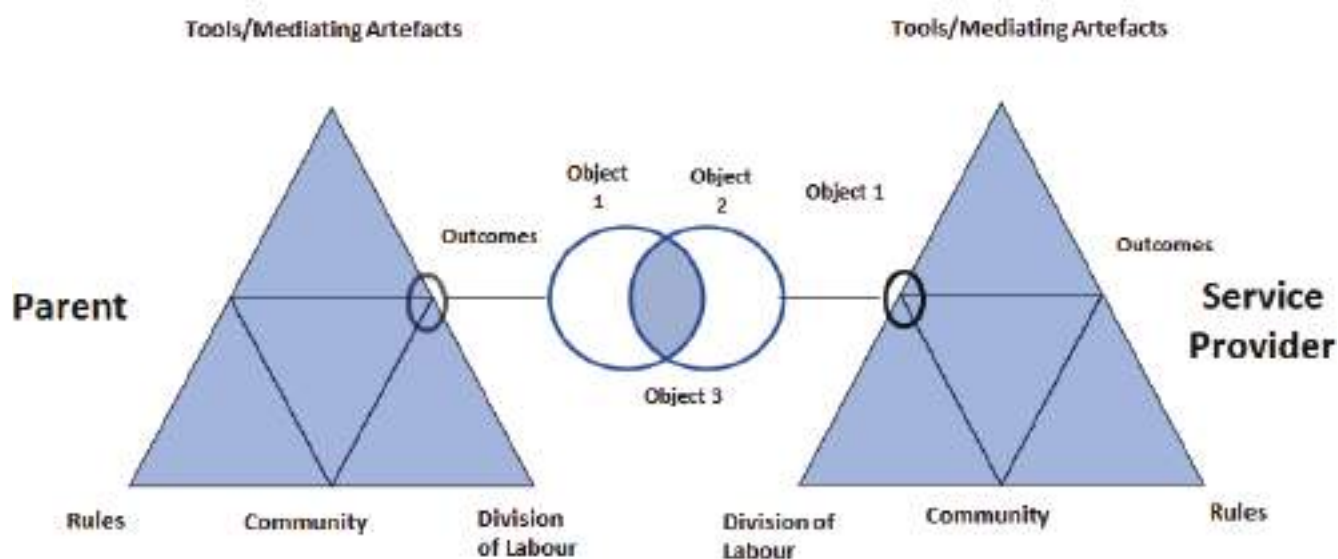 Tools/Mediating Artefacts
Tools/Mediating Artefacts
Object
1
Object
2
Object 1
Outcomes
Outcomes
Parent
Service
Provider
Object 3
Rules
Community
Division
of Labour
Division of
Labour
Community
Rules